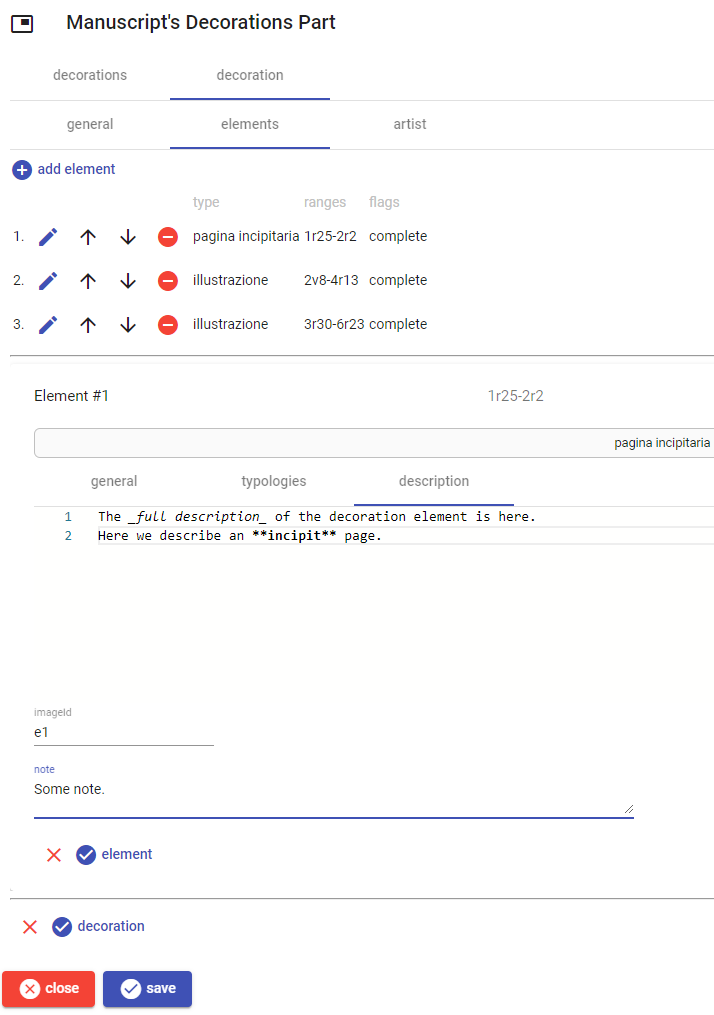 Manuscript's Decorations Part
decorations decoration
general elements artist
add element
type ranges flags
1. pagina incipitaria 1r25-2r2 complete
2. illustrazione 2v8-4r13 complete
3. illustrazione 3r30-6r23 complete
Element #1 1r25-2r2
pagina incipitaria
general typologies description
1 The _full description_ of the decoration element is here.
2 Here we describe an **incipit** page.
imageId
e1
note
Some note.
element
decoration
close save